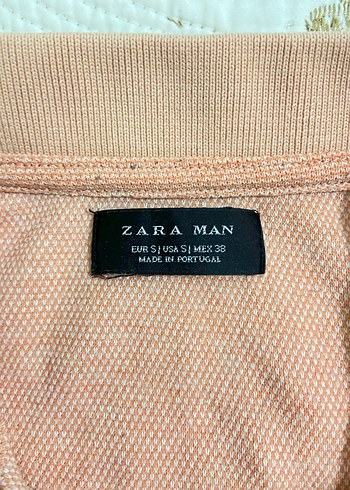 ZARA MAN
EUR S | USA S | MEX 38
MADE IN PORTUGAL